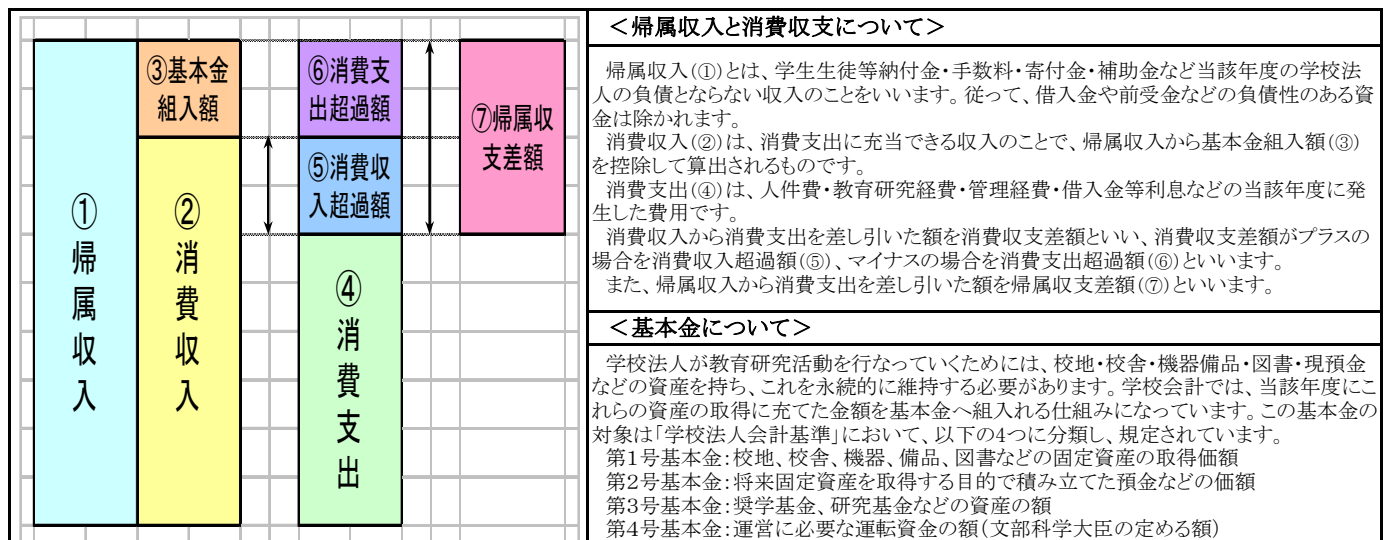 ①帰属収入
③基本金
組入額
②消費収入
⑥消費支
出超過額
⑤消費収
入超過額
④消費支出
⑦帰属収
支差額
＜帰属収入と消費収支について＞
帰属収入(①)とは、学生生徒等納付金・手数料・寄付金・補助金など当該年度の学校法
人の負債とならない収入のことをいいます。従って、借入金や前受金などの負債性のある資
金は除かれます。
消費収入(②)は、消費支出に充当できる収入のことで、帰属収入から基本金組入額(③)
を控除して算出されるものです。
消費支出(④)は、人件費・教育研究経費・管理経費・借入金等利息などの当該年度に発
生した費用です。
消費収入から消費支出を差し引いた額を消費収支差額といい、消費収支差額がプラスの
場合を消費収入超過額(⑤)、マイナスの場合を消費支出超過額(⑥)といいます。
また、帰属収入から消費支出を差し引いた額を帰属収支差額(⑦)といいます。
＜基本金について＞
学校法人が教育研究活動を行なっていくためには、校地・校舎・機器備品・図書・現預金
などの資産を持ち、これを永続的に維持する必要があります。学校会計では、当該年度にこ
れらの資産の取得に充てた金額を基本金へ組入れる仕組みになっています。この基本金の
対象は「学校法人会計基準」において、以下の4つに分類し、規定されています。
第1号基本金：校地、校舎、機器、備品、図書などの固定資産の取得価額
第2号基本金：将来固定資産を取得する目的で積み立てた預金などの価額
第3号基本金：奨学基金、研究基金などの資産の額
第4号基本金：運営に必要な運転資金の額(文部科学大臣の定める額)